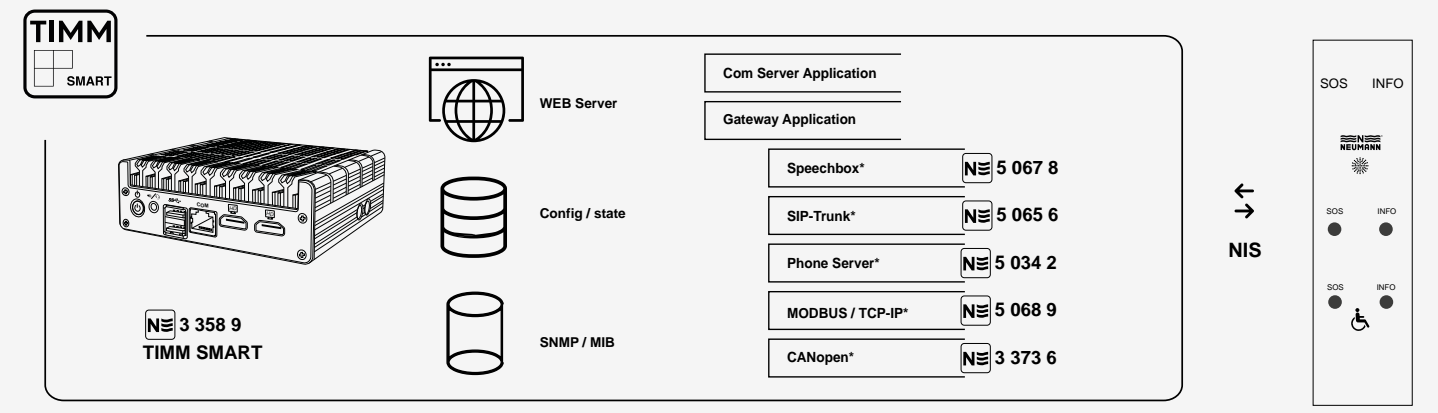 TIMM
SMART
WEB Server
Config / state
SNMP / MIB
COM
N 3 358 9
TIMM SMART
Com Server Application
Gateway Application
Speechbox* N 5 067 8
SIP-Trunk* N 5 065 6
Phone Server* N 5 034 2
MODBUS / TCP-IP* N 5 068 9
CANopen* N 3 373 6
NIS
SOS INFO
N
NEUMANN
SOS INFO
SOS INFO